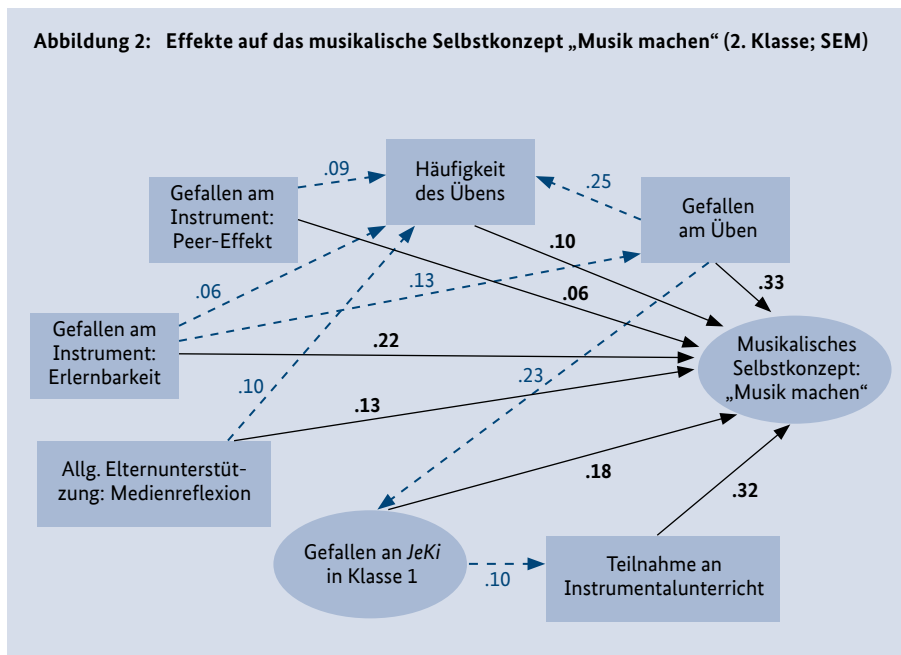 Abbildung 2: Effekte auf das musikalische Selbstkonzept „Musik machen“ (2. Klasse; SEM)
Häufigkeit
des Übens
.09
.25
Gefallen am
Instrument:
Peer-Effekt
Gefallen
am Üben
.10
.06
.13
.06
.33
Gefallen am
Instrument:
Erlernbarkeit
.22
Musikalisches
Selbstkonzept:
„Musik machen“
.10
.23
.13
Allg. Elternunterstüt-
zung: Medienreflexion
.18
.32
Gefallen an JeKi
in Klasse 1
.10
Teilnahme an
Instrumentalunterricht